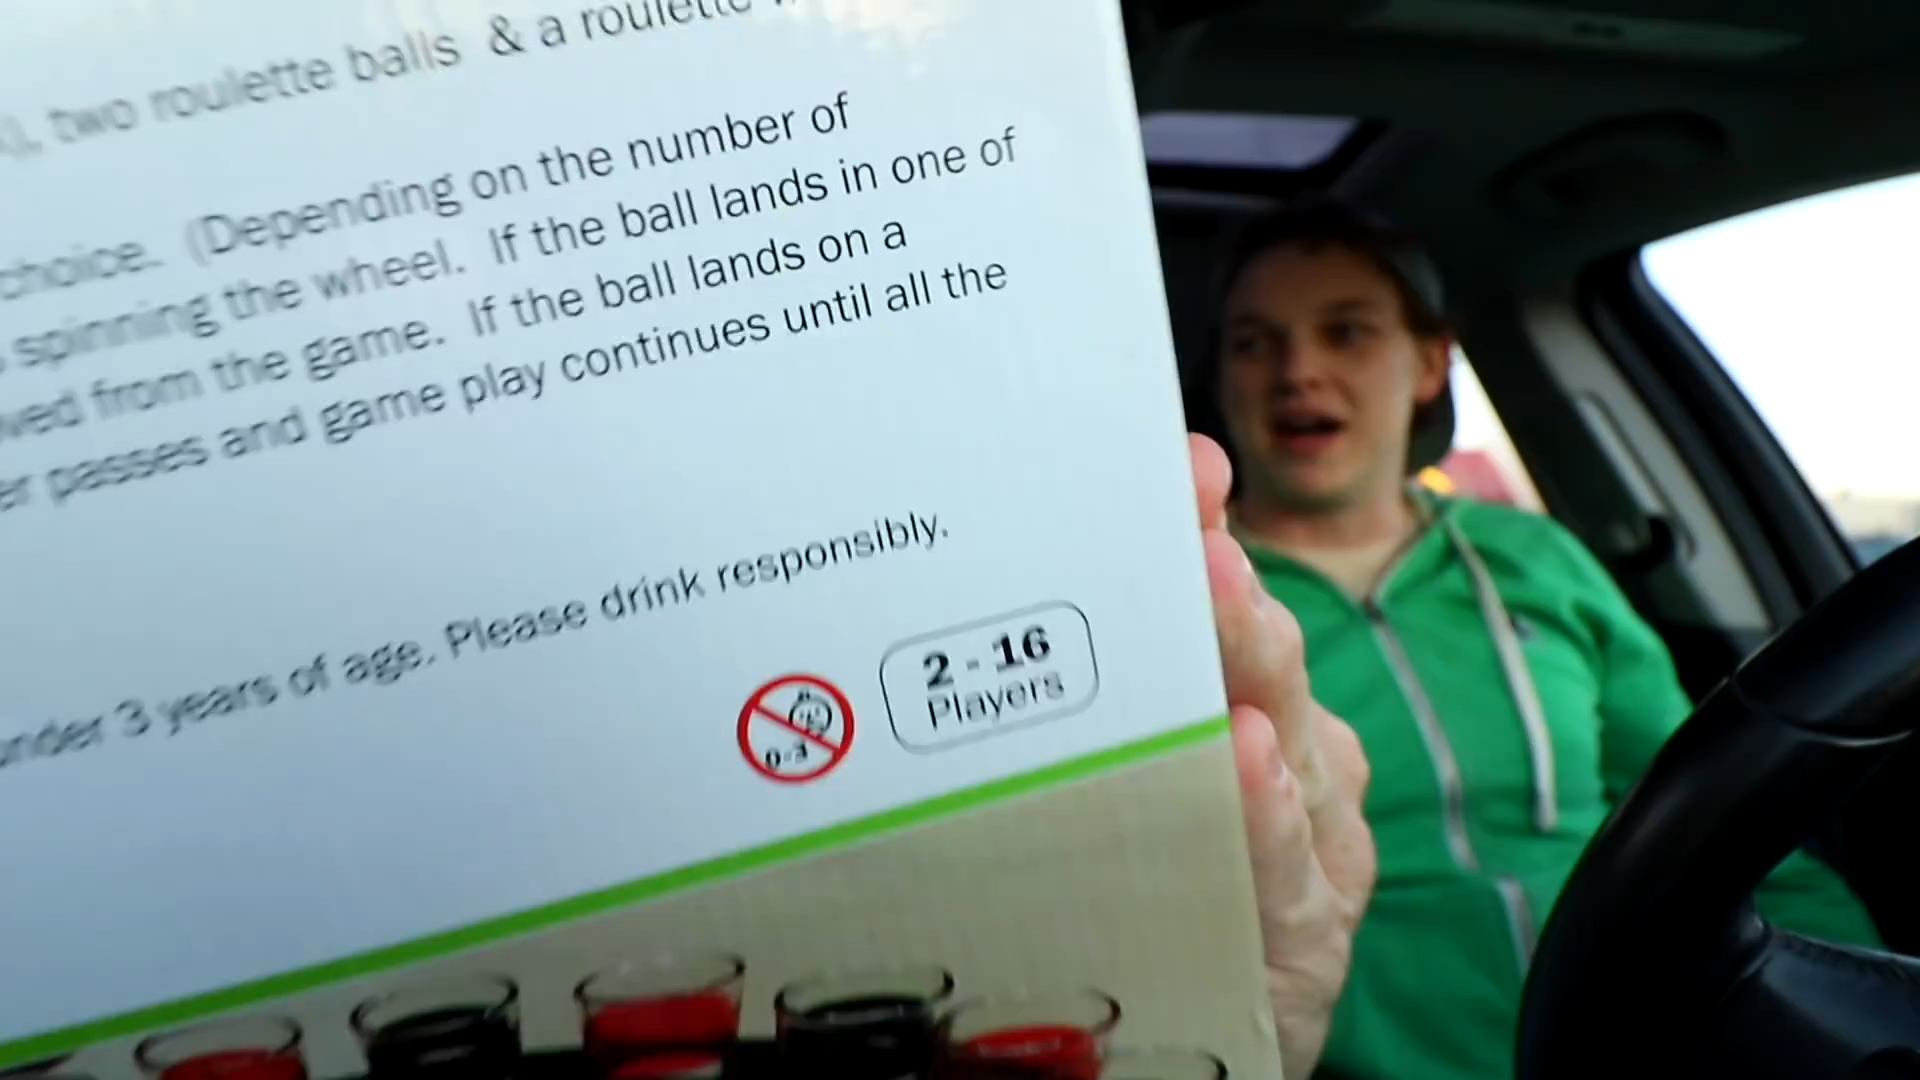 two roulette balls & a roulette
choice. (Depending on the number of
spinning the wheel. If the ball lands in one of
from the game. If the ball lands on a
passes and game play continues until all the
under 3 years of age. Please drink responsibly.
0-3
2 - 16
Players